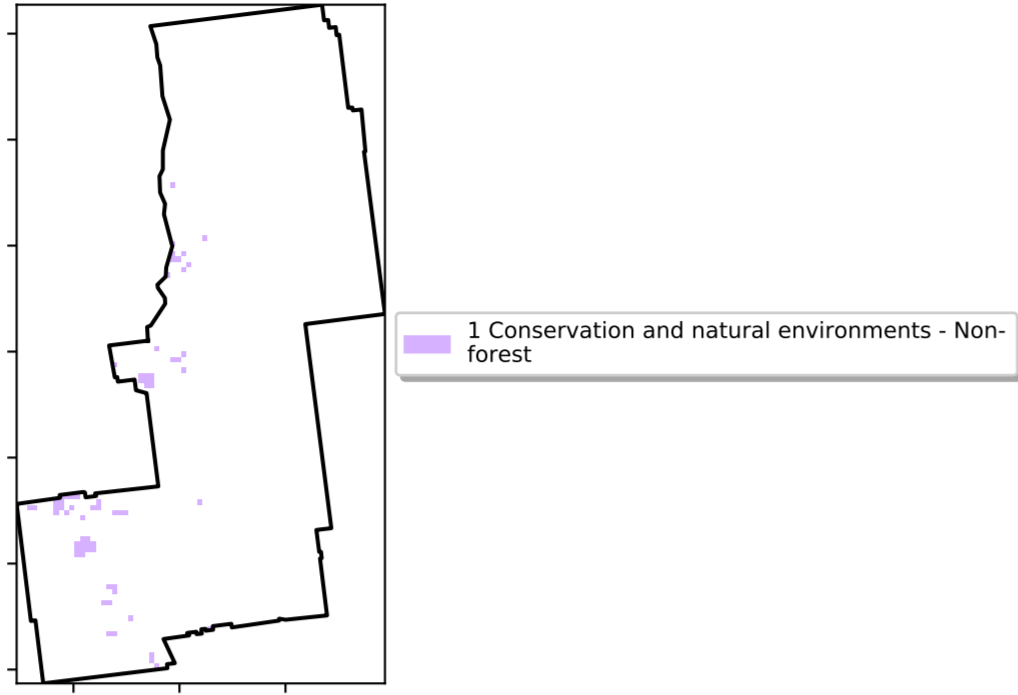 1 Conservation and natural environments - Non-
forest